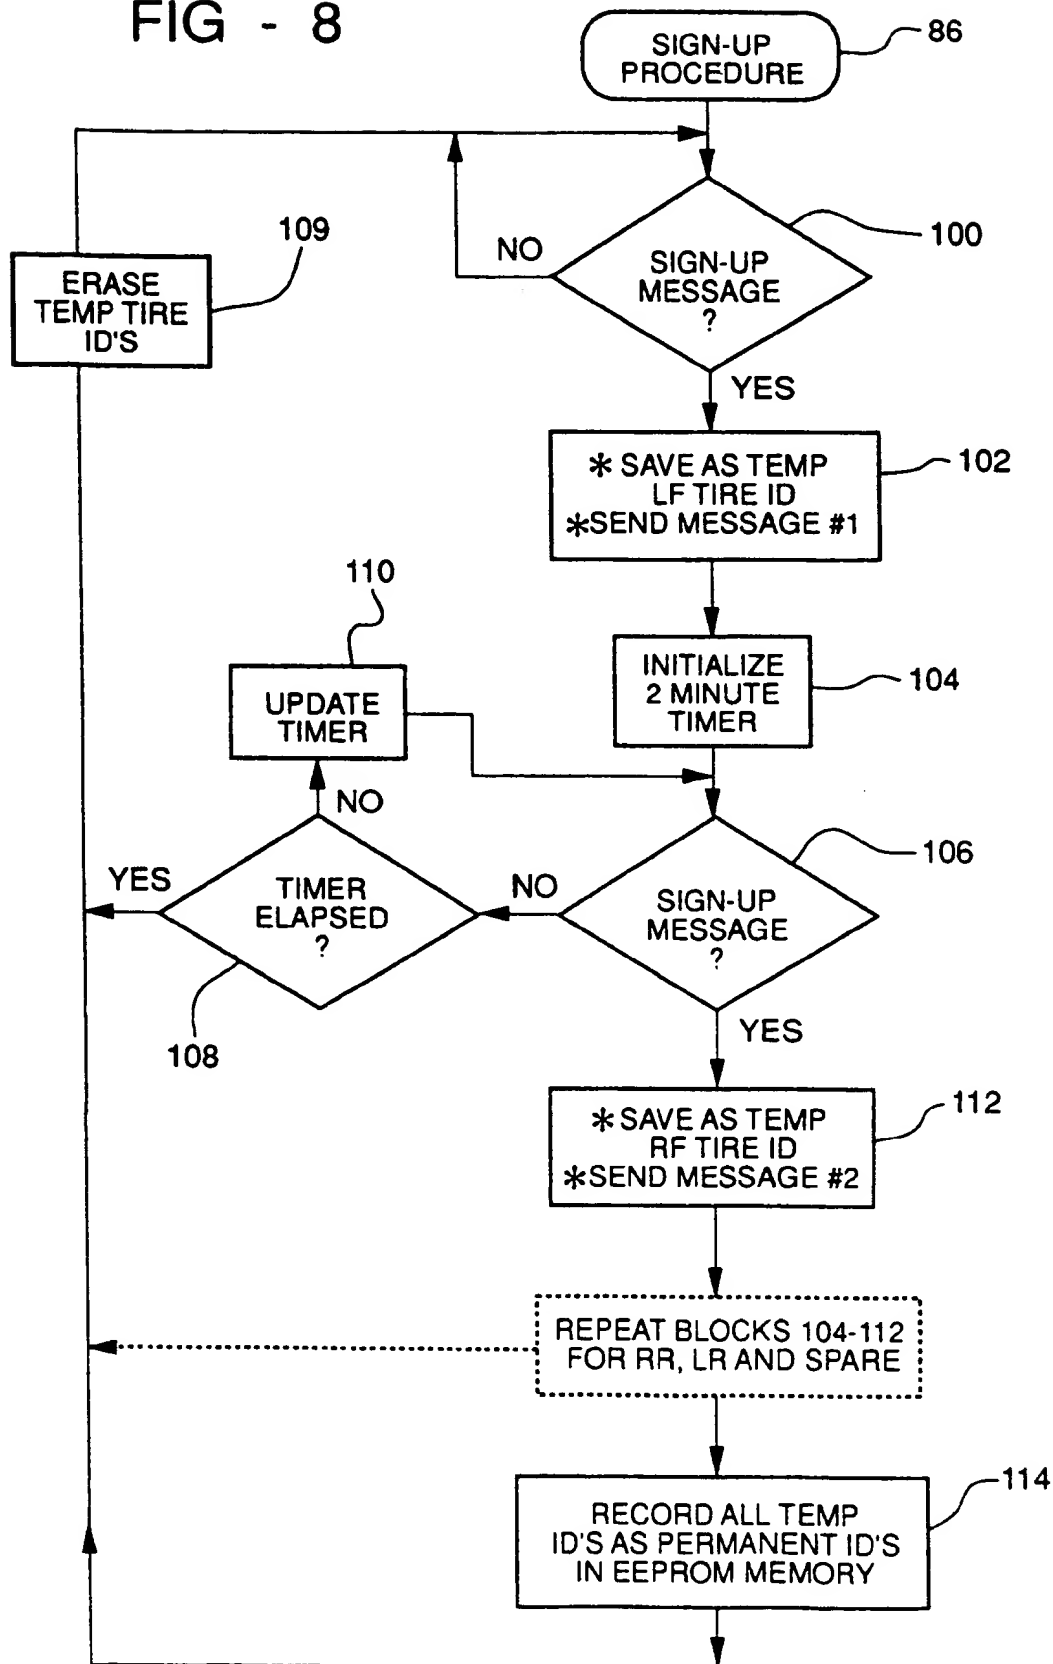 FIG - 8
SIGN-UP
PROCEDURE
86
109
NO
SIGN-UP
MESSAGE
?
100
ERASE
TEMP TIRE
ID'S
YES
* SAVE AS TEMP
LF TIRE ID
*SEND MESSAGE #1
102
110
INITIALIZE
2 MINUTE
TIMER
104
UPDATE
TIMER
NO
YES
TIMER
ELAPSED
?
NO
SIGN-UP
MESSAGE
?
106
108
YES
* SAVE AS TEMP
RF TIRE ID
*SEND MESSAGE #2
112
REPEAT BLOCKS 104-112
FOR RR, LR AND SPARE
RECORD ALL TEMP
ID'S AS PERMANENT ID'S
IN EEPROM MEMORY
114